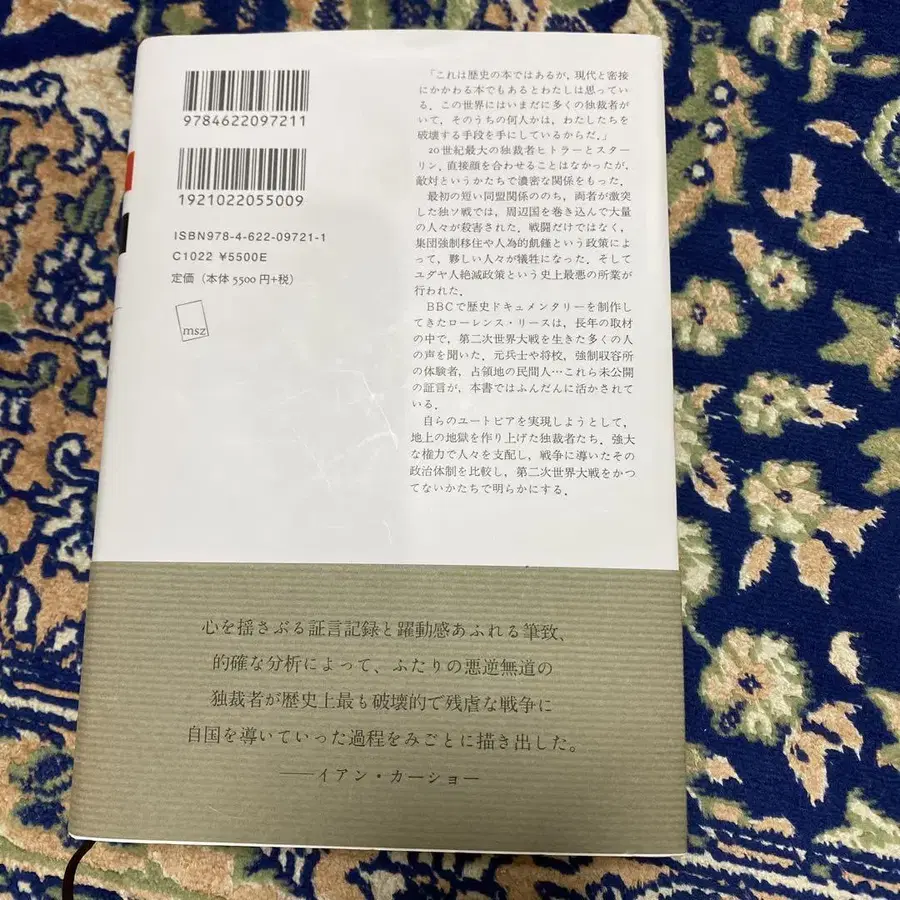 9784622097211
1921022055009
ISBN978-4-622-09721-1
C1022 ¥5500E
定価（本体 5500 円+税）
msz
「これは歴史の本ではあるが，現代と密接
にかかわる本でもあるとわたしは思ってい
る．この世界にはいまだに多くの独裁者が
いて，そのうちの何人かは，わたしたちを
破壊する手段を手にしているからだ．」
20世紀最大の独裁者ヒトラーとスター
リン．直接顔を合わせることはなかったが，
敵対というかたちで濃密な関係をもった．
最初の短い同盟関係ののち，両者が激突
した独ソ戦では，周辺国を巻き込んで大量
の人々が殺害された．戦闘だけではなく，
集団強制移住や人為的飢饉という政策によ
って，夥しい人々が犠牲になった．そして
ユダヤ人絶滅政策という史上最悪の所業が
行われた．
BBCで歴史ドキュメンタリーを制作し
てきたローレンス・リースは，長年の取材
の中で，第二次世界大戦を生きた多くの人
の声を聞いた．元兵士や将校，強制収容所
の体験者，占領地の民間人…これら未公開
の証言が，本書ではふんだんに活かされて
いる．
自らのユートピアを実現しようとして，
地上の地獄を作り上げた独裁者たち．強大
な権力で人々を支配し，戦争に導いたその
政治体制を比較し，第二次世界大戦をかつ
てないかたちで明らかにする．
心を揺さぶる証言記録と躍動感あふれる筆致、
的確な分析によって、ふたりの悪逆無道の
独裁者が歴史上最も破壊的で残虐な戦争に
自国を導いていった過程をみごとに描き出した。
——イアン・カーショー